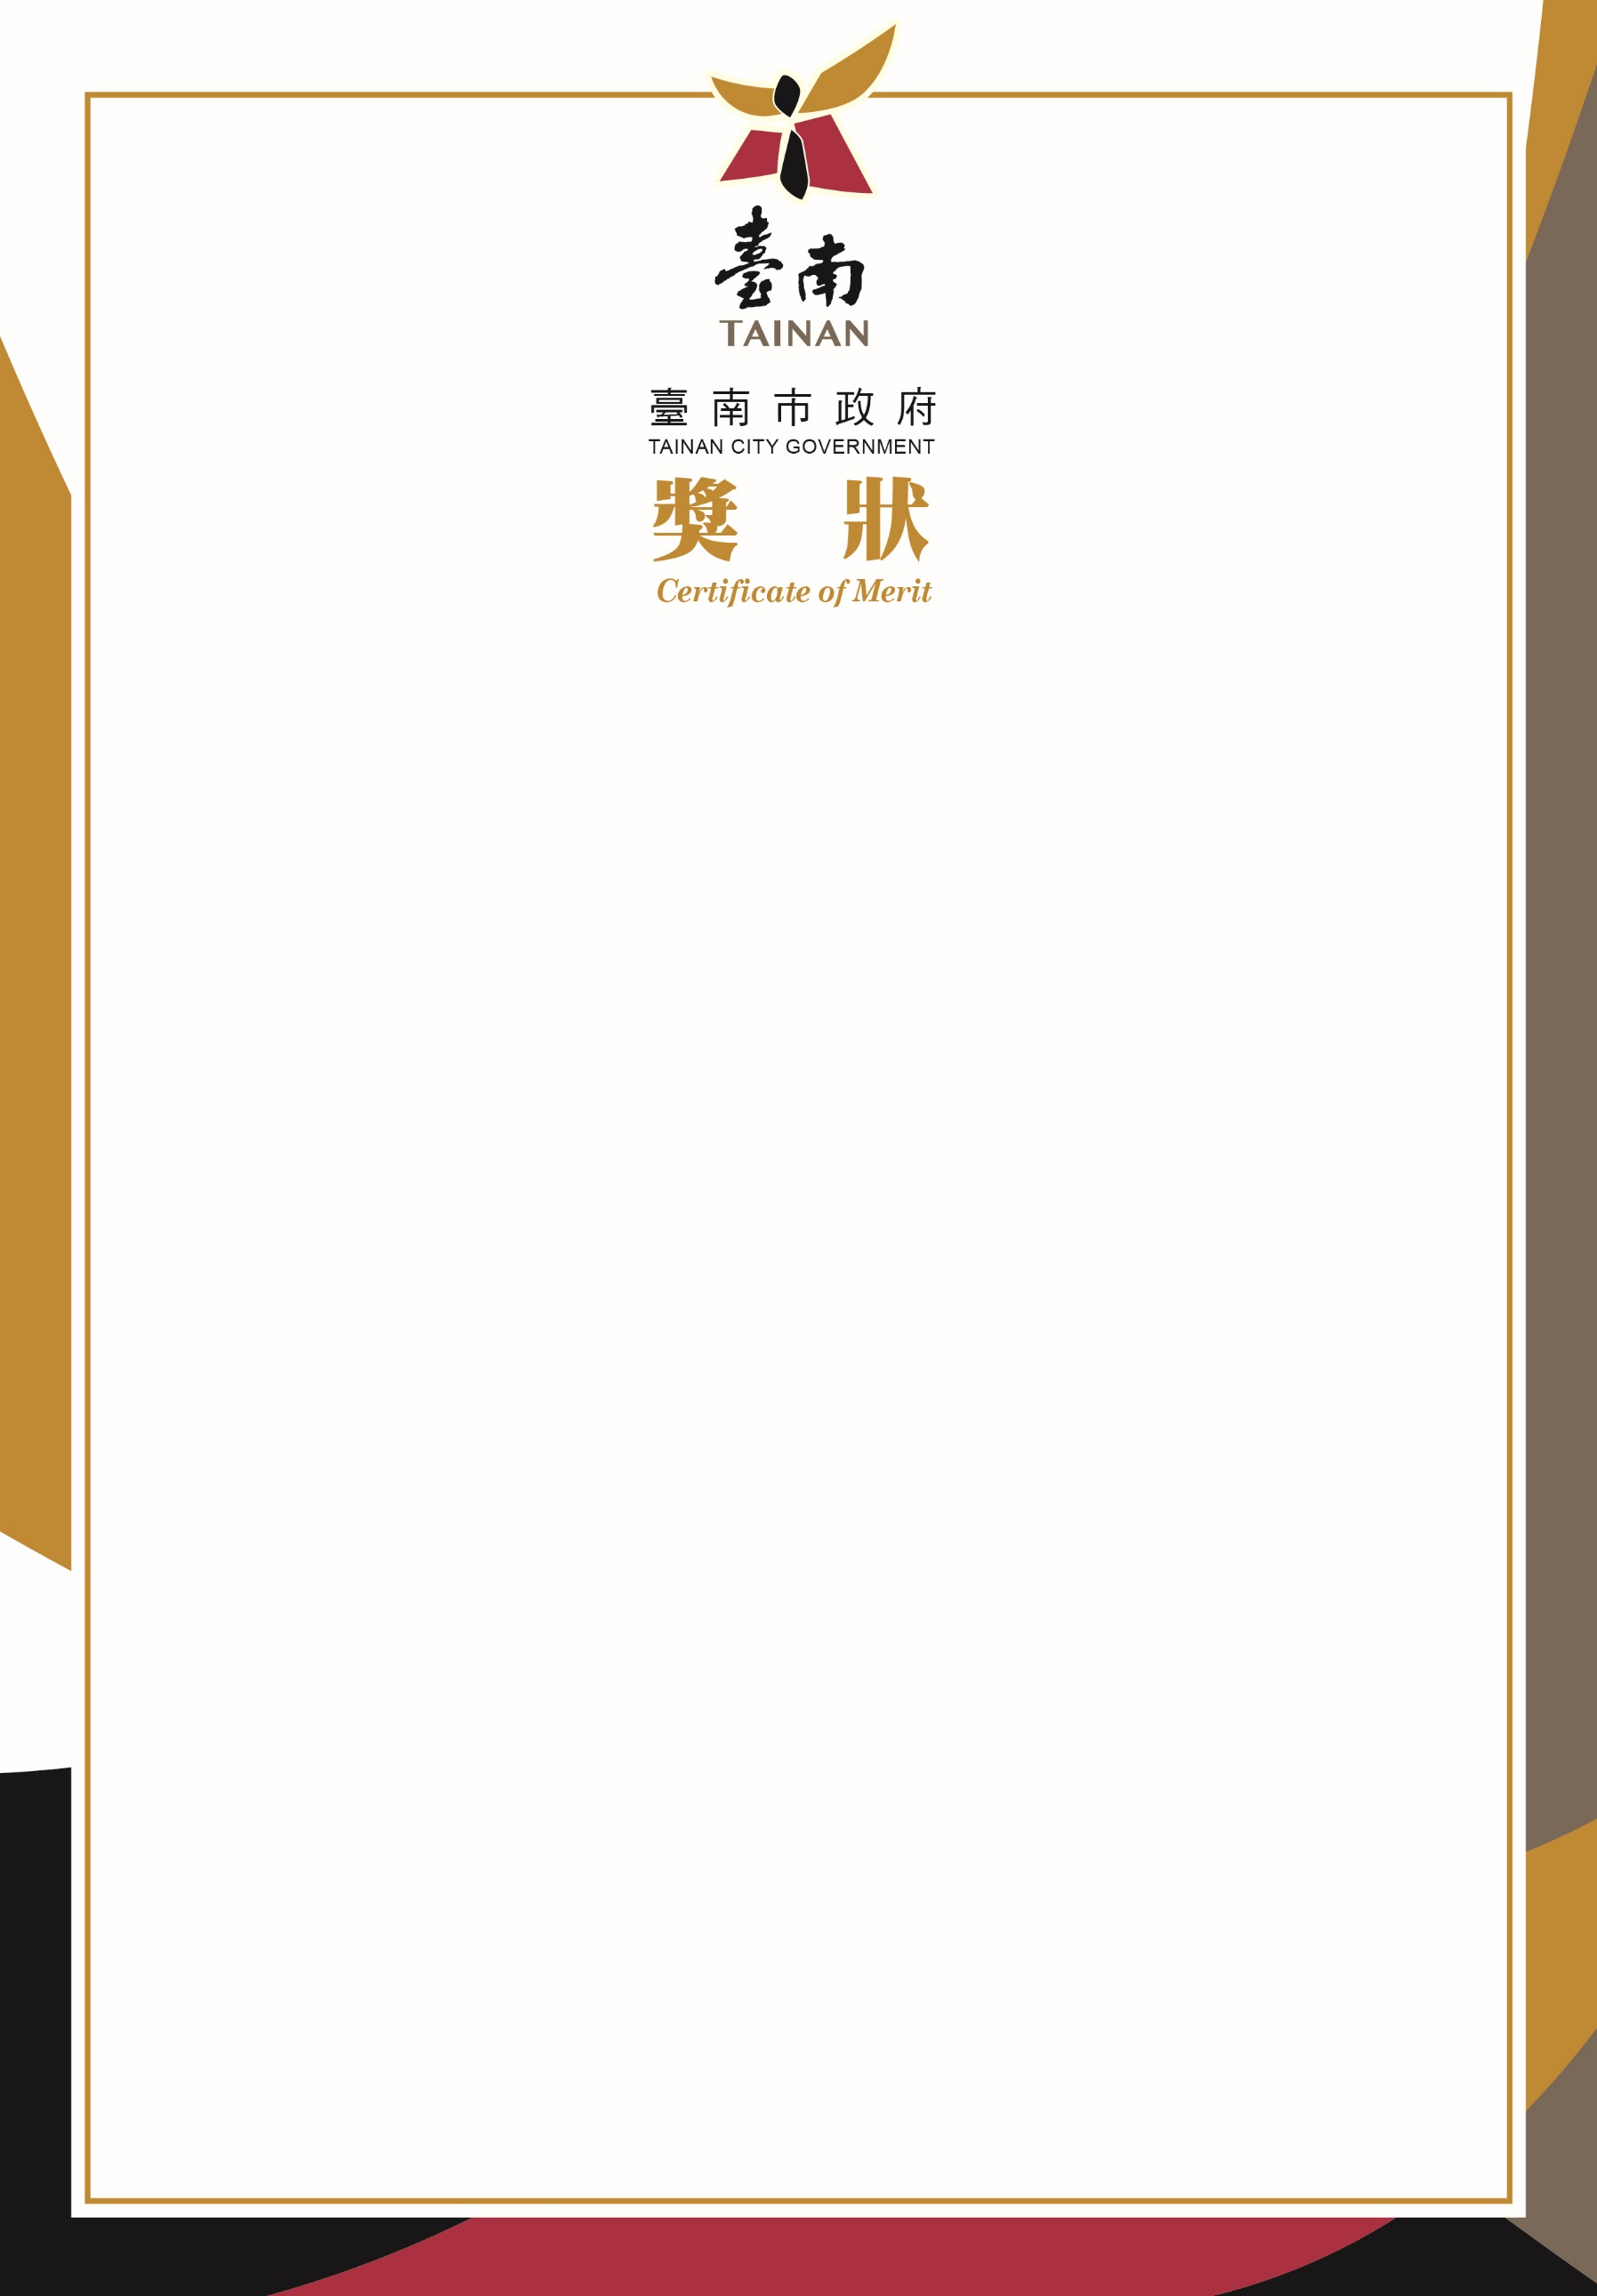 臺南
TAINAN
臺南市政府
TAINAN CITY GOVERNMENT
獎狀
Certificate of Merit